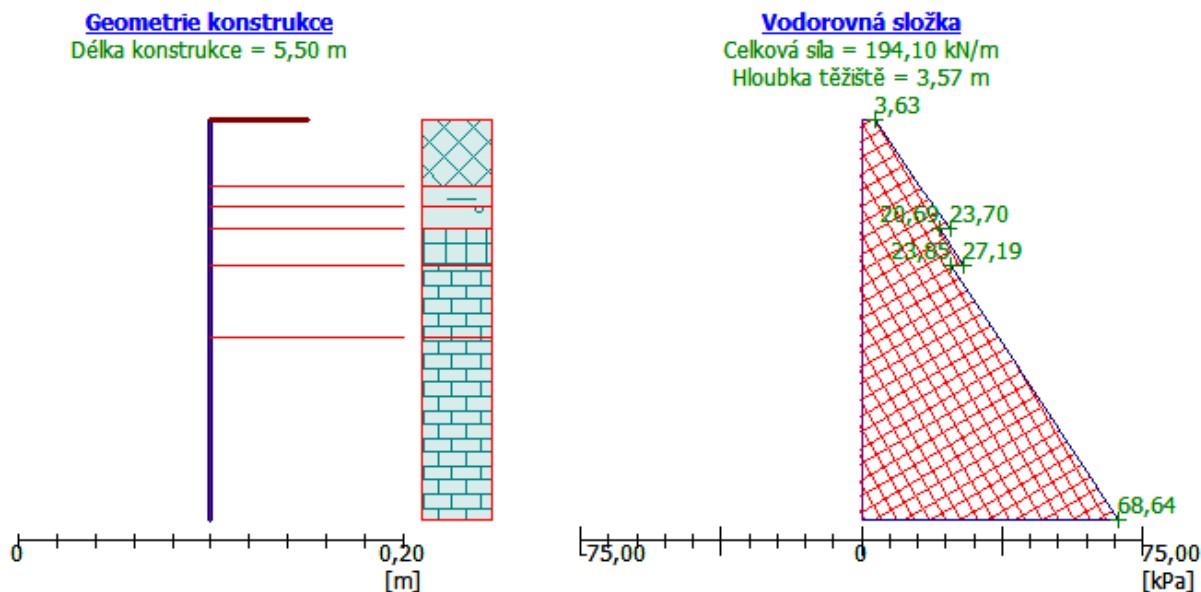 Geometrie konstrukce
Délka konstrukce = 5,50 m
0
0,20
[m]
Vodorovná složka
Celková síla = 194,10 kN/m
Hloubka těžiště = 3,57 m
3,63
20,69 23,70
23,85 27,19
68,64
-75,00
0
75,00
[kPa]